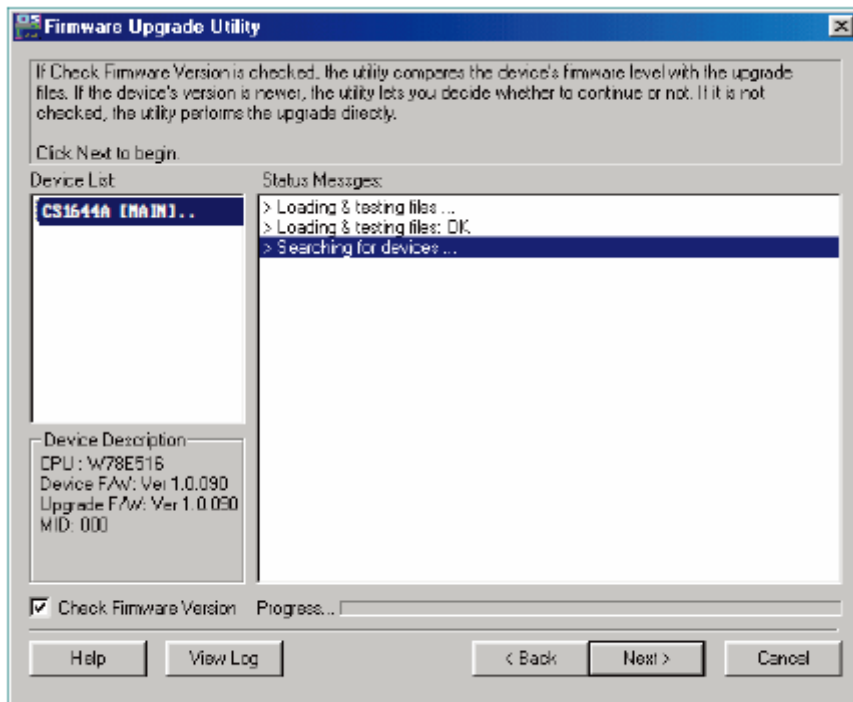 Firmware Upgrade Utility
If Check Firmware Version is checked, the utility compares the device's firmware level with the upgrade
files. If the device's version is newer, the utility lets you decide whether to continue or not. If it is not
checked, the utility performs the upgrade directly.
Click Next to begin.
Device List:
CS1644A [MAIN]..
Status Messges:
> Loading & testing files ...
> Loading & testing files: OK
> Searching for devices ...
Device Description
CPU : W78E516
Device F/W: Ver 1.0.090
Upgrade F/W: Ver 1.0.090
MID: 000
Check Firmware Version
Progress...
Help
View Log
< Back
Next >
Cancel